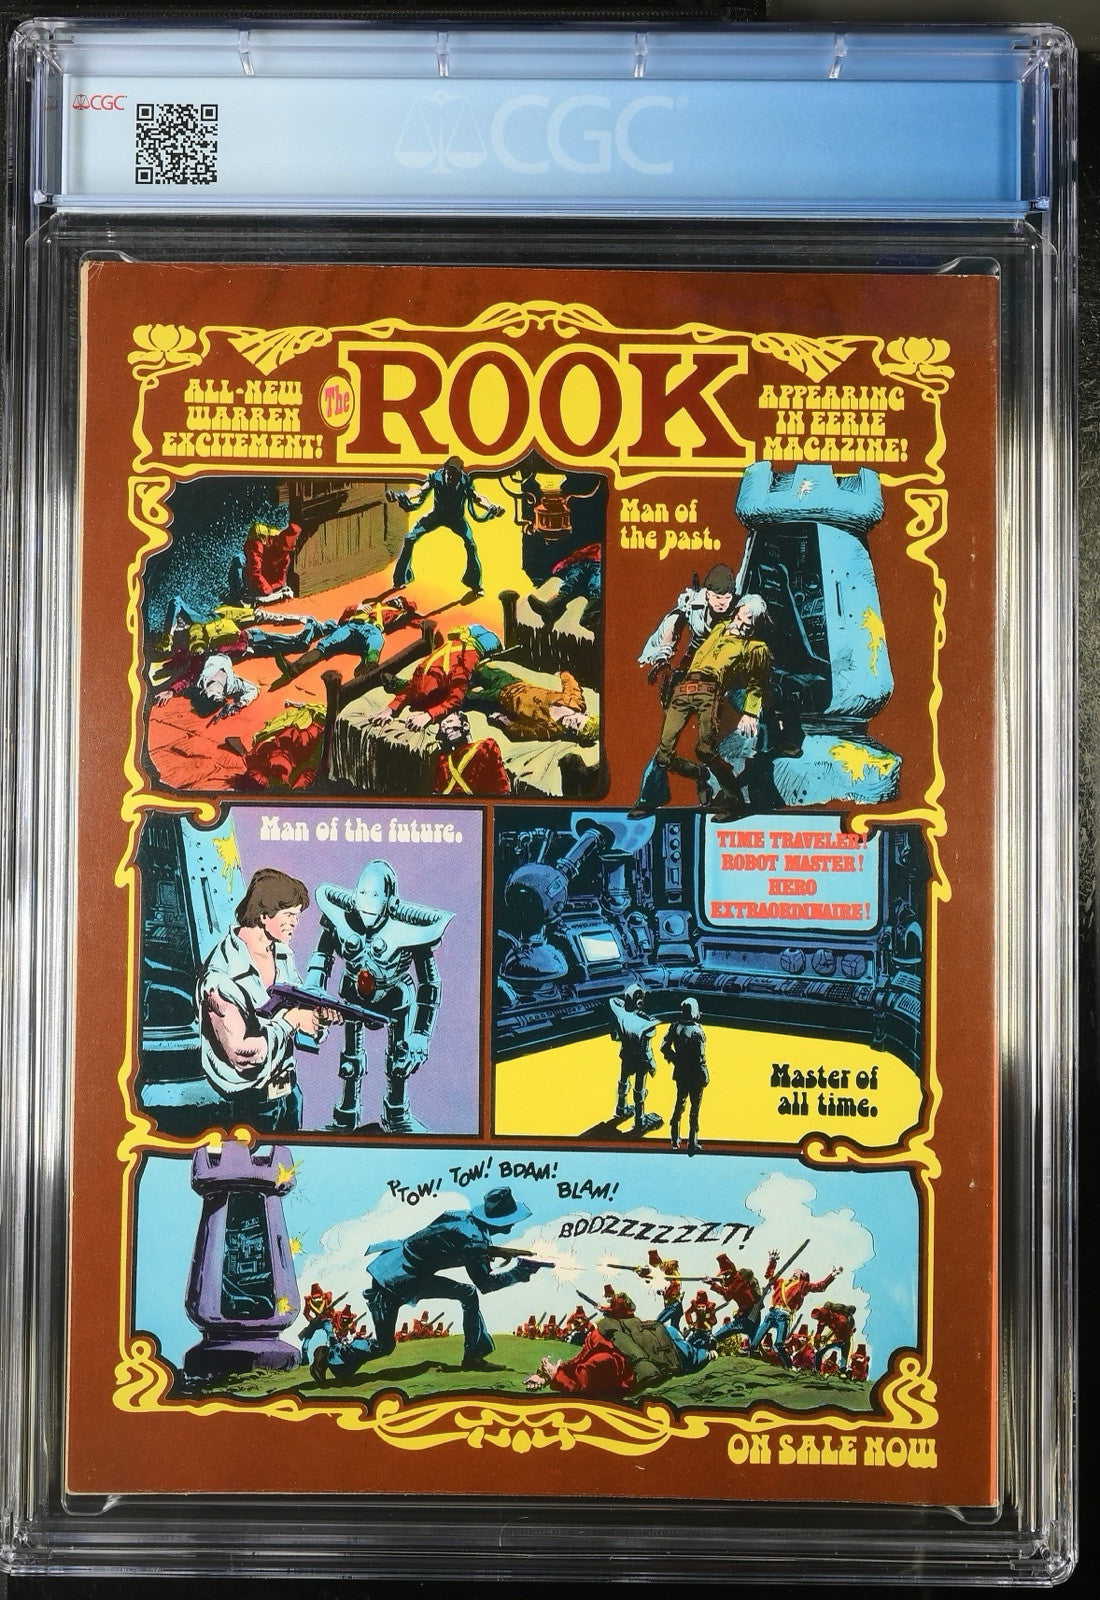 CGC
CGC
ALL-NEW
WARREN
EXCITEMENT!
The
ROOK
APPEARING
IN EERIE
MAGAZINE!
Man of
the past.
Man of the future.
TIME TRAVELER!
ROBOT MASTER!
HERO
EXTRAORDINAIRE!
Master of
all time.
PTOW! TOW! BDAM!
BLAM!
BDDZZZZZZZT!
ON SALE NOW